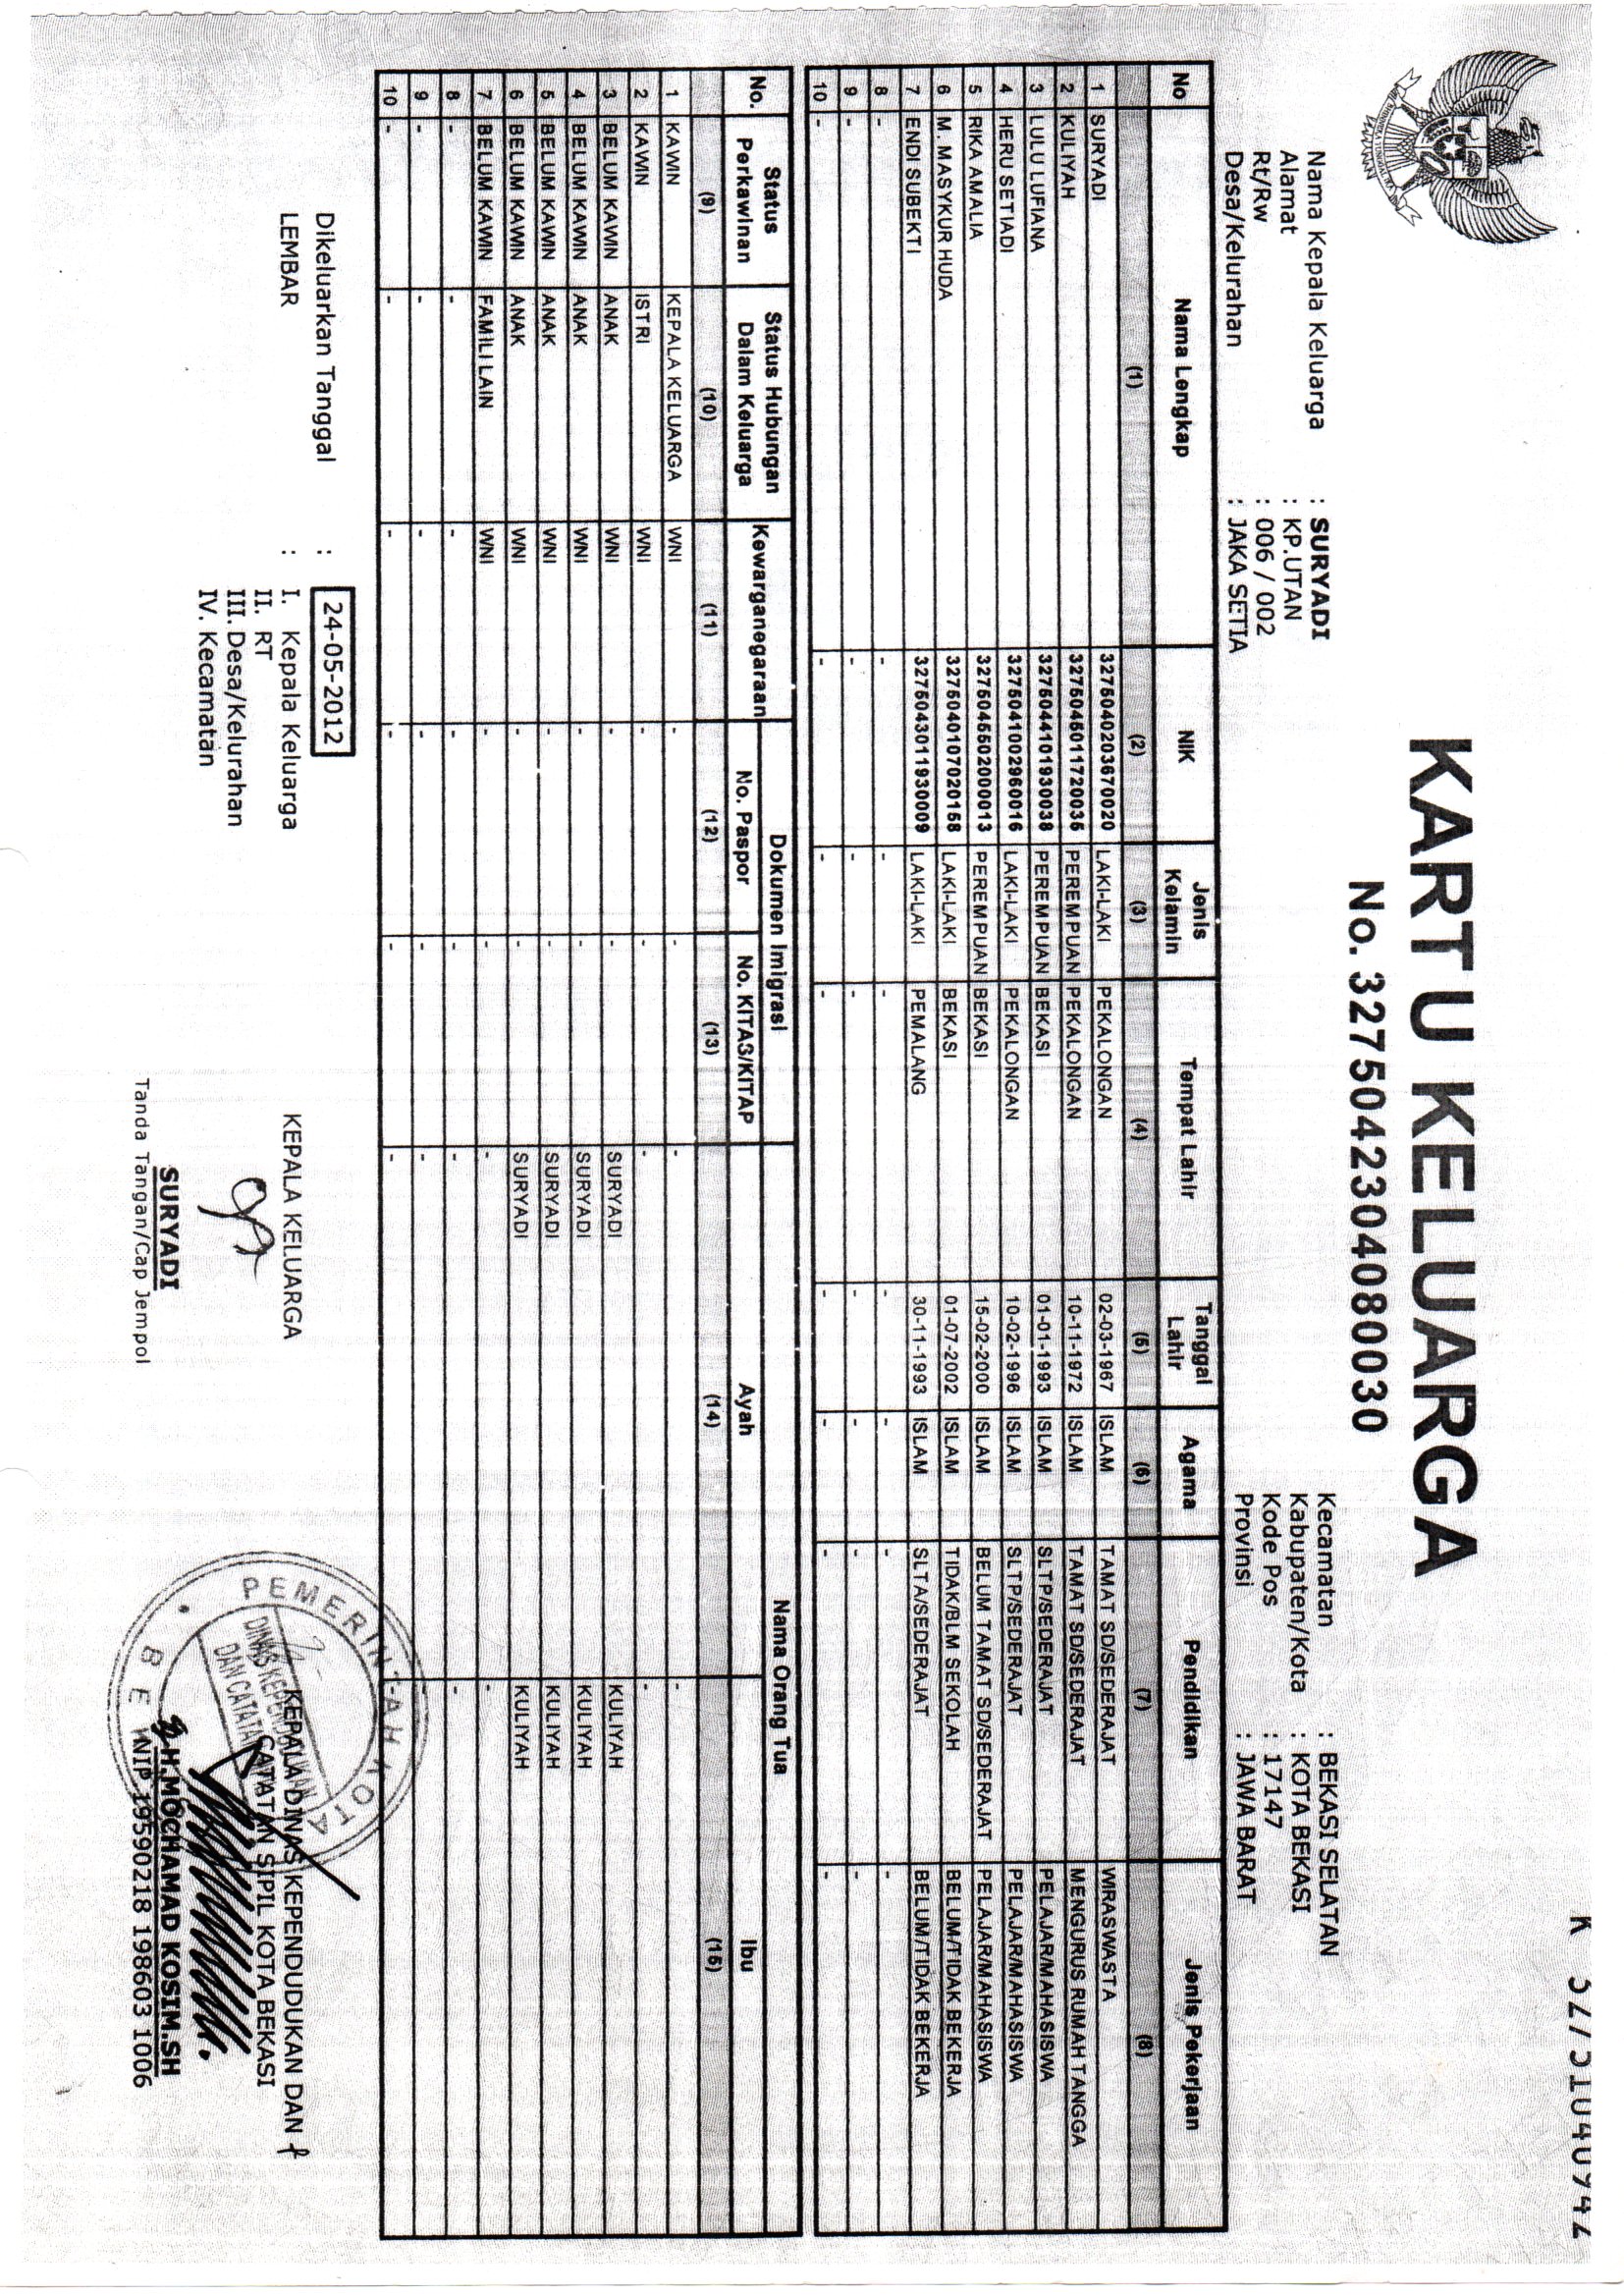 KARTU KELUARGA
No. 3275042304080030
Nama Kepala Keluarga : SURYADI
Alamat : KP.UTAN
Rt/Rw : 006 / 002
Desa/Kelurahan : JAKA SETIA
Kecamatan : BEKASI SELATAN
Kabupaten/Kota : KOTA BEKASI
Kode Pos : 17147
Provinsi : JAWA BARAT
No Nama Lengkap NIK Jenis Kelamin Tempat Lahir Tanggal Lahir Agama Pendidikan Jenis Pekerjaan
(1) (2) (3) (4) (5) (6) (7) (8)
1 SURYADI 3275040203670020 LAKI-LAKI PEKALONGAN 02-03-1967 ISLAM TAMAT SD/SEDERAJAT WIRASWASTA
2 KULIYAH 3275045011720035 PEREMPUAN PEKALONGAN 10-11-1972 ISLAM TAMAT SD/SEDERAJAT MENGURUS RUMAH TANGGA
3 LULU LUFIANA 3275044101930038 PEREMPUAN BEKASI 01-01-1993 ISLAM SLTP/SEDERAJAT PELAJAR/MAHASISWA
4 HERU SETIADI 3275041002960016 LAKI-LAKI PEKALONGAN 10-02-1996 ISLAM SLTP/SEDERAJAT PELAJAR/MAHASISWA
5 RIKA AMALIA 3275045502000013 PEREMPUAN BEKASI 15-02-2000 ISLAM BELUM TAMAT SD/SEDERAJAT PELAJAR/MAHASISWA
6 M. MASYKUR HUDA 3275040107020158 LAKI-LAKI BEKASI 01-07-2002 ISLAM TIDAK/BLM SEKOLAH BELUM/TIDAK BEKERJA
7 ENDI SUBEKTI 3275043011930009 LAKI-LAKI PEMALANG 30-11-1993 ISLAM SLTA/SEDERAJAT BELUM/TIDAK BEKERJA
8 - - - - - - - -
9 - - - - - - - -
10 - - - - - - - -
No. Status Perkawinan Status Hubungan Dalam Keluarga Kewarganegaraan Dokumen Imigrasi Nama Orang Tua
No. Paspor No. KITAS/KITAP Ayah Ibu
(9) (10) (11) (12) (13) (14) (15)
1 KAWIN KEPALA KELUARGA WNI - - - -
2 KAWIN ISTRI WNI - - - -
3 BELUM KAWIN ANAK WNI - - SURYADI KULIYAH
4 BELUM KAWIN ANAK WNI - - SURYADI KULIYAH
5 BELUM KAWIN ANAK WNI - - SURYADI KULIYAH
6 BELUM KAWIN ANAK WNI - - SURYADI KULIYAH
7 BELUM KAWIN FAMILI LAIN WNI - - - -
8 - - - - - - -
9 - - - - - - -
10 - - - - - - -
Dikeluarkan Tanggal : 24-05-2012
LEMBAR : I. Kepala Keluarga
II. RT
III. Desa/Kelurahan
IV. Kecamatan
KEPALA KELUARGA
SURYADI
Tanda Tangan/Cap Jempol
KEPALA DINAS KEPENDUDUKAN DAN
CATATAN SIPIL KOTA BEKASI
H.MOCHAMAD KOSIM.SH
NIP 19590218 198603 1006
PEMERINTAH KOTA